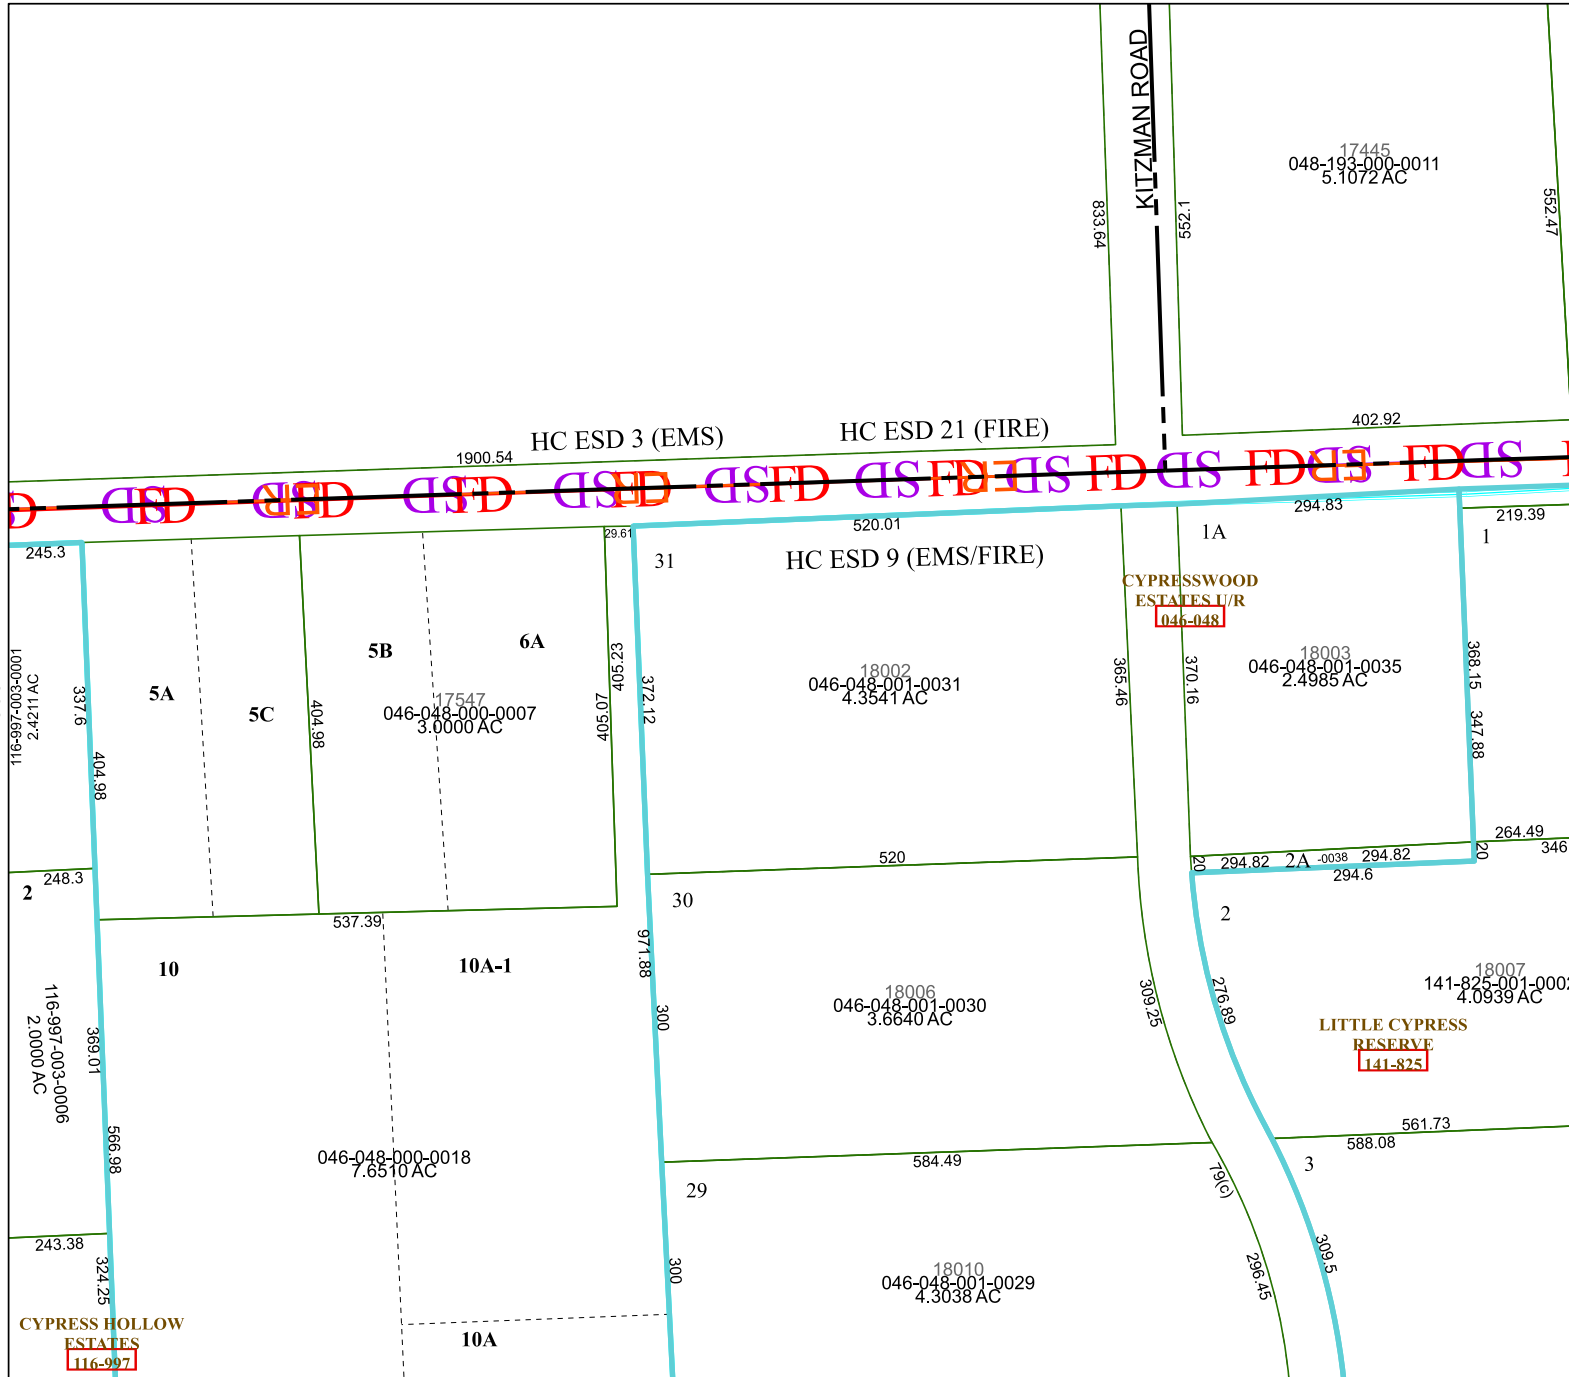 KITZMAN ROAD
17445
048-193-000-0011
5.1072 AC
833.64
552.1
552.47
402.92
HC ESD 3 (EMS)
HC ESD 21 (FIRE)
1900.54
HC ESD 9 (EMS/FIRE)
245.3
29.61
31
520.01
294.83
219.39
1A
1
CYPRESSWOOD
ESTATES U/R
046-048
5A
5C
5B
6A
17547
046-048-000-0007
3.0000 AC
116-997-003-0001
2.4211 AC
337.6
404.98
404.98
405.07
405.23
372.12
18002
046-048-001-0031
4.3541 AC
365.46
370.16
18003
046-048-001-0035
2.4985 AC
368.15
347.88
2
248.3
537.39
520
20
294.82
2A
-0038
294.82
294.6
20
264.49
346
10
10A-1
30
971.88
2
116-997-003-0006
2.0000 AC
369.01
566.98
300
18006
046-048-001-0030
3.6640 AC
309.25
276.89
18007
141-825-001-0002
4.0939 AC
LITTLE CYPRESS
RESERVE
141-825
561.73
588.08
046-048-000-0018
7.6510 AC
584.49
29
79(c)
3
243.38
324.25
300
18010
046-048-001-0029
4.3038 AC
296.45
309.5
CYPRESS HOLLOW
ESTATES
116-997
10A